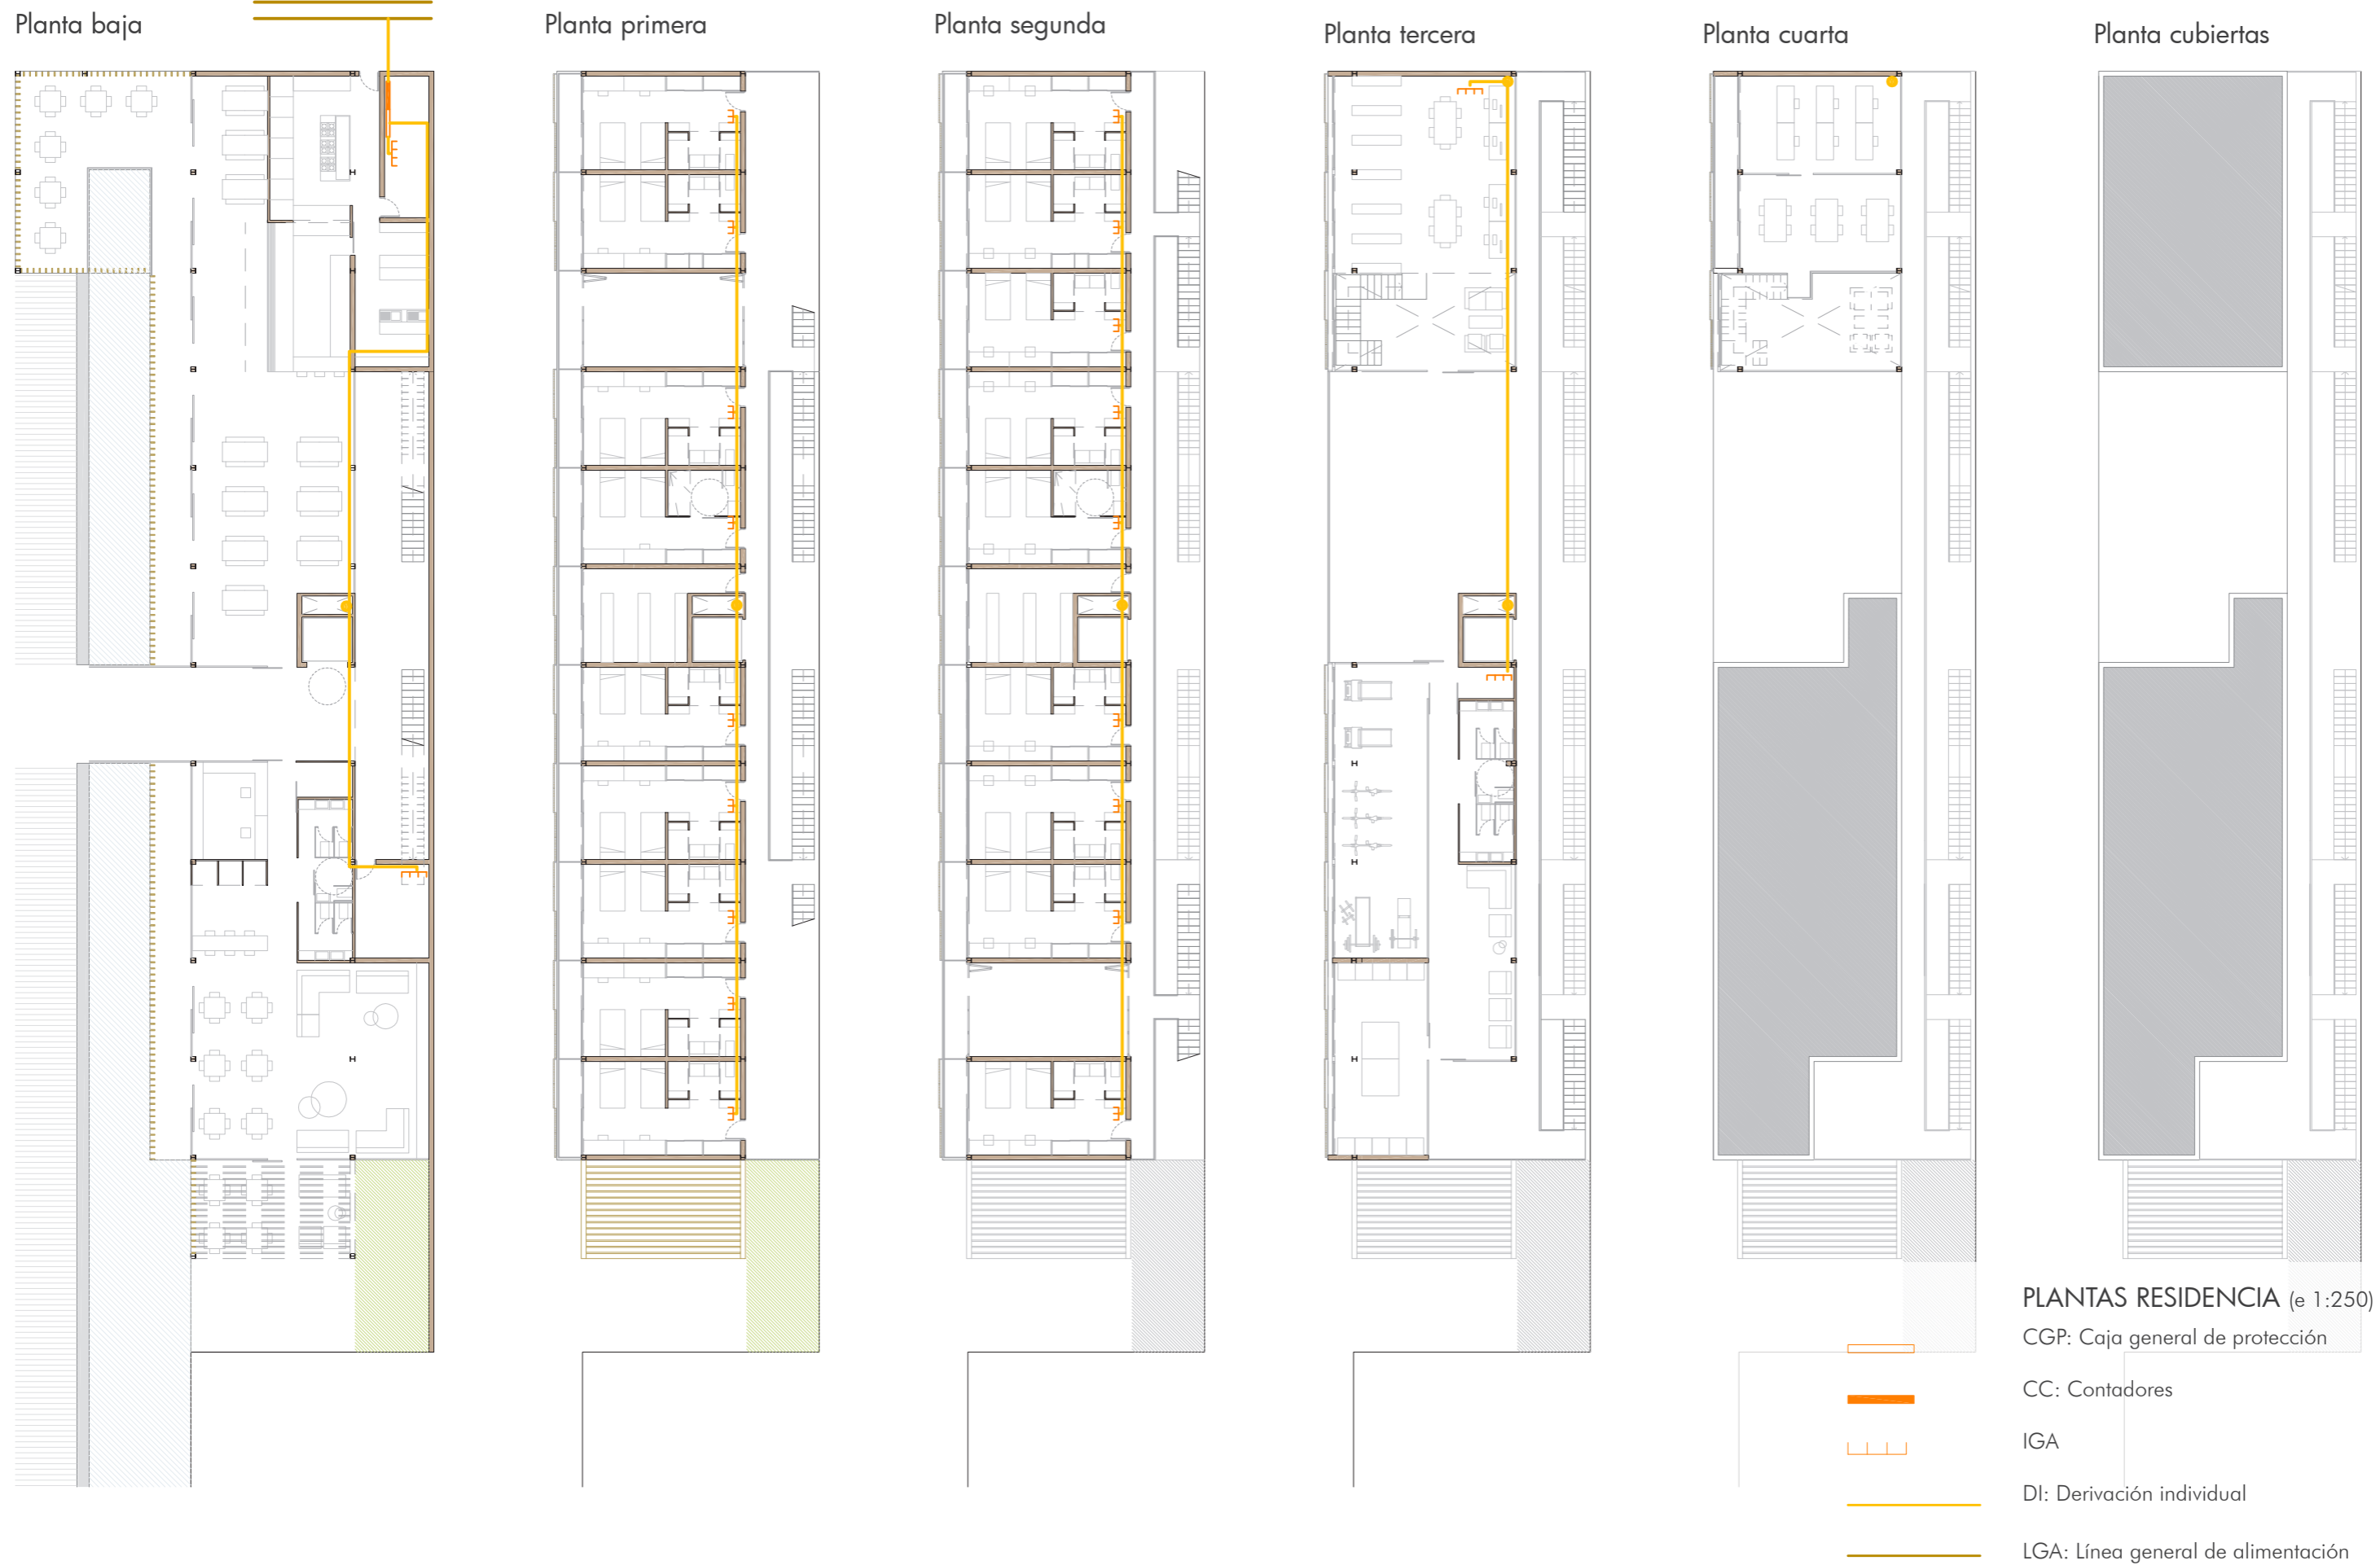 Planta baja
Planta primera
Planta segunda
Planta tercera
Planta cuarta
Planta cubiertas
PLANTAS RESIDENCIA (e 1:250)
CGP: Caja general de protección
CC: Contadores
IGA
DI: Derivación individual
LGA: Línea general de alimentación